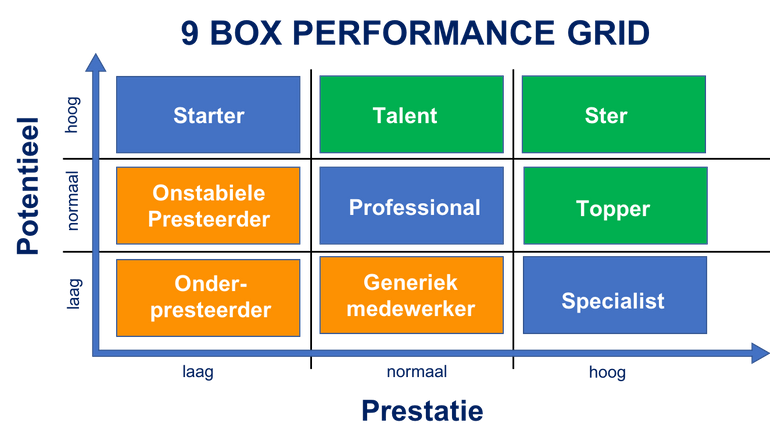 9 BOX PERFORMANCE GRID
Potentieel
hoog
Starter
Talent
Ster
normaal
Onstabiele
Presteerder
Professional
Topper
laag
Onder-
presteerder
Generiek
medewerker
Specialist
laag
normaal
hoog
Prestatie